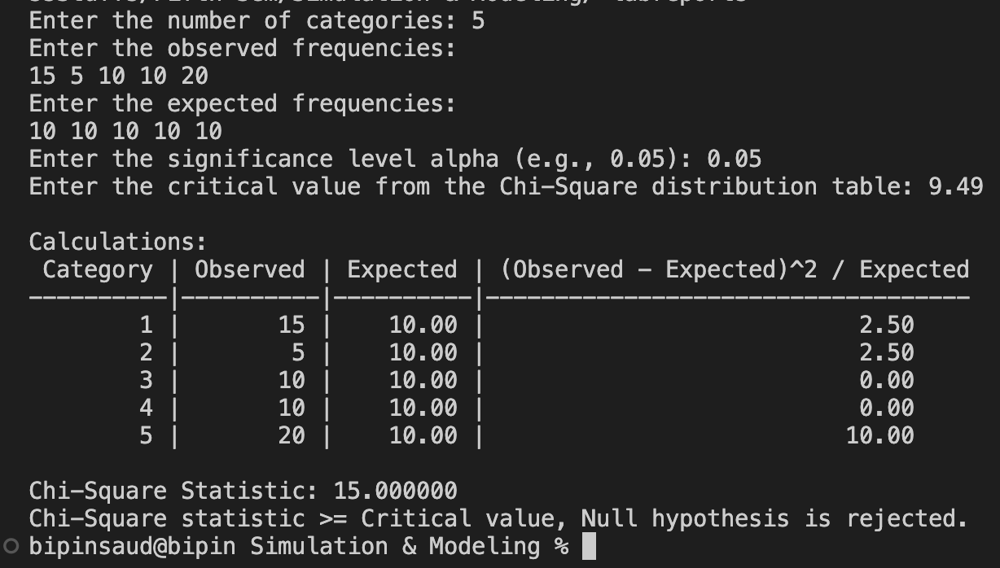 Enter the number of categories: 5
Enter the observed frequencies:
15 5 10 10 20
Enter the expected frequencies:
10 10 10 10 10
Enter the significance level alpha (e.g., 0.05): 0.05
Enter the critical value from the Chi-Square distribution table: 9.49
Calculations:
Category | Observed | Expected | (Observed - Expected)^2 / Expected
----------|----------|----------|-----------------------------------
1 | 15 | 10.00 | 2.50
2 | 5 | 10.00 | 2.50
3 | 10 | 10.00 | 0.00
4 | 10 | 10.00 | 0.00
5 | 20 | 10.00 | 10.00
Chi-Square Statistic: 15.000000
Chi-Square statistic >= Critical value, Null hypothesis is rejected.
bipinsaud@bipin Simulation & Modeling %